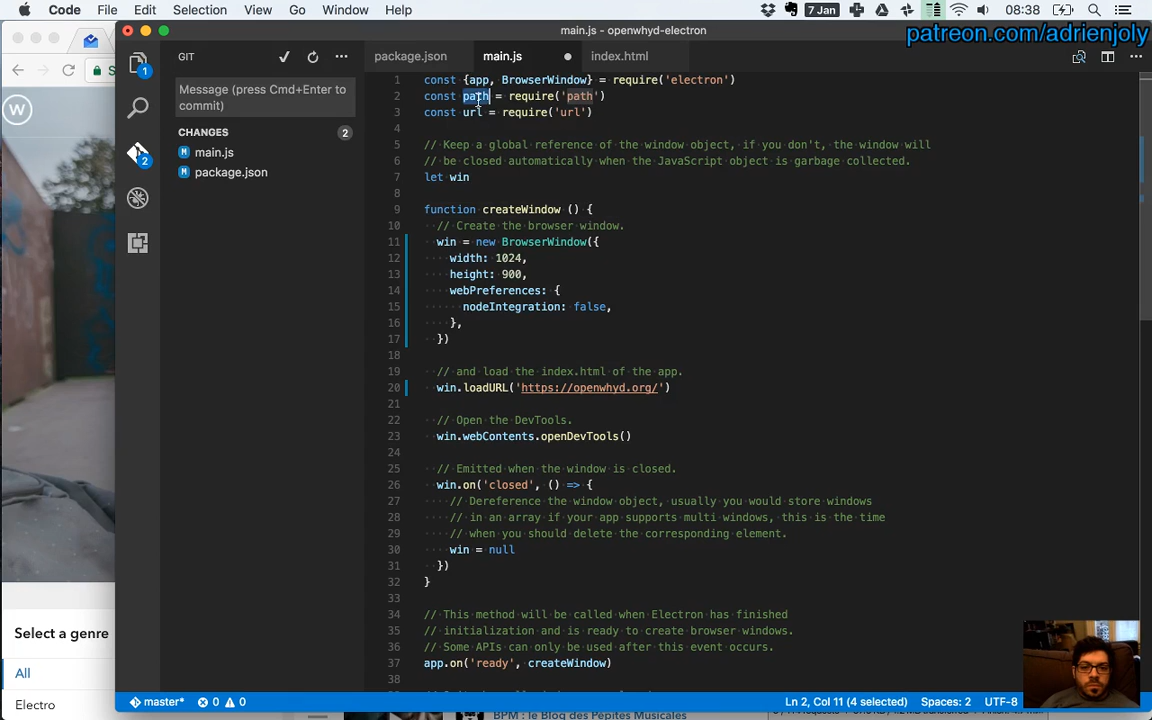 Code File Edit Selection View Go Window Help 7 Jan 08:38
patreon.com/adrienjoly
main.js — openwhyd-electron
GIT
package.json main.js index.html
Message (press Cmd+Enter to
commit)
CHANGES 2
main.js
package.json
1
2
S
W
Select a genre
All
Electro
1 const {app, BrowserWindow} = require('electron')
2 const path = require('path')
3 const url = require('url')
4
5 // Keep a global reference of the window object, if you don't, the window will
6 // be closed automatically when the JavaScript object is garbage collected.
7 let win
8
9 function createWindow () {
10 // Create the browser window.
11 win = new BrowserWindow({
12 width: 1024,
13 height: 900,
14 webPreferences: {
15 nodeIntegration: false,
16 },
17 })
18
19 // and load the index.html of the app.
20 win.loadURL('https://openwhyd.org/')
21
22 // Open the DevTools.
23 win.webContents.openDevTools()
24
25 // Emitted when the window is closed.
26 win.on('closed', () => {
27 // Dereference the window object, usually you would store windows
28 // in an array if your app supports multi windows, this is the time
29 // when you should delete the corresponding element.
30 win = null
31 })
32 }
33
34 // This method will be called when Electron has finished
35 // initialization and is ready to create browser windows.
36 // Some APIs can only be used after this event occurs.
37 app.on('ready', createWindow)
38
master* 0 0 Ln 2, Col 11 (4 selected) Spaces: 2 UTF-8
BPM : le Blog des Pépites Musicales